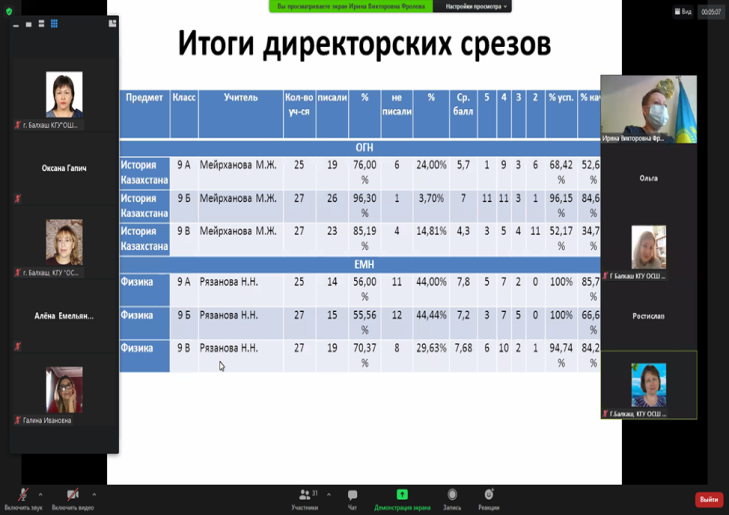 Вы просматриваете экран Ирина Викторовна Фролова
Настройки просмотра
Вид
00:05:07
Итоги директорских срезов
Предмет Класс Учитель Кол-во уч-ся писали % не писали % Ср. балл 5 4 3 2 % усп. % кач
ОГН
История Казахстана 9 А Мейрханова М.Ж. 25 19 76,00 % 6 24,00% 5,7 1 9 3 6 68,42 % 52,6 %
История Казахстана 9 Б Мейрханова М.Ж. 27 26 96,30 % 1 3,70% 7 11 11 3 1 96,15 % 84,6 %
История Казахстана 9 В Мейрханова М.Ж. 27 23 85,19 % 4 14,81% 4,3 3 5 4 11 52,17 % 34,7 %
ЕМН
Физика 9 А Рязанова Н.Н. 25 14 56,00 % 11 44,00% 7,8 5 7 2 0 100% 85,7 %
Физика 9 Б Рязанова Н.Н. 27 15 55,56 % 12 44,44% 7,2 3 7 5 0 100% 66,6 %
Физика 9 В Рязанова Н.Н. 27 19 70,37 % 8 29,63% 7,68 6 10 2 1 94,74 % 84,2 %
г. Балхаш КГУ"ОШ...
Оксана Гапич
г. Балхаш, КГУ "ОС...
Алёна Емельян...
Галина Ивановна
Ирина Викторовна Фр...
Ольга
Г Балхаш КГУ ОСШ ...
Ростислав
Г.Балхаш, КГУ ОСШ ...
Включить звук
Включить видео
31
Участники
Чат
Демонстрация экрана
Запись
Реакции
Выйти